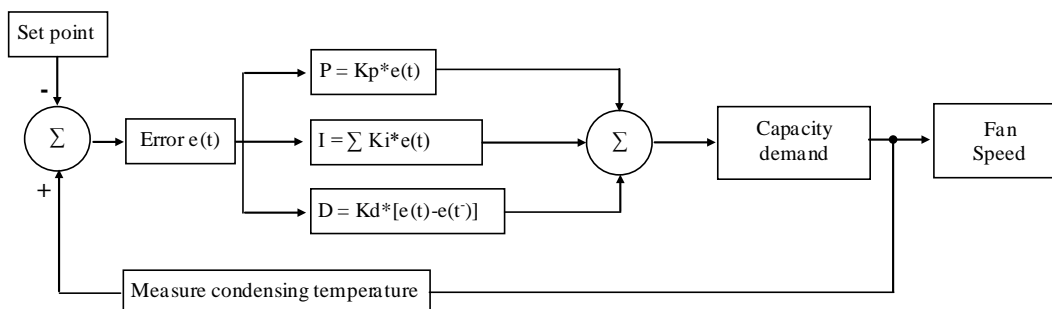 Set point
-
Σ
+
Error e(t)
P = Kp*e(t)
I = ∑ Ki*e(t)
D = Kd*[e(t)-e(t⁻)]
Σ
Capacity
demand
Fan
Speed
Measure condensing temperature